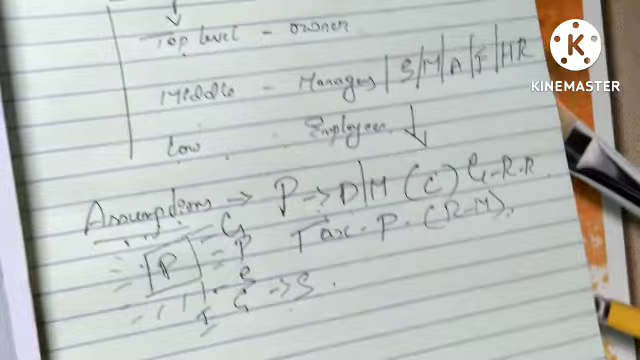 Top level - owner
Middle - Managers | S | M | A | F | HR
Low Employees
Assumptions → P → D | M (C) G-R.R.
G Tax. P. (R-M).
P P
S
G → S.
KINEMASTER